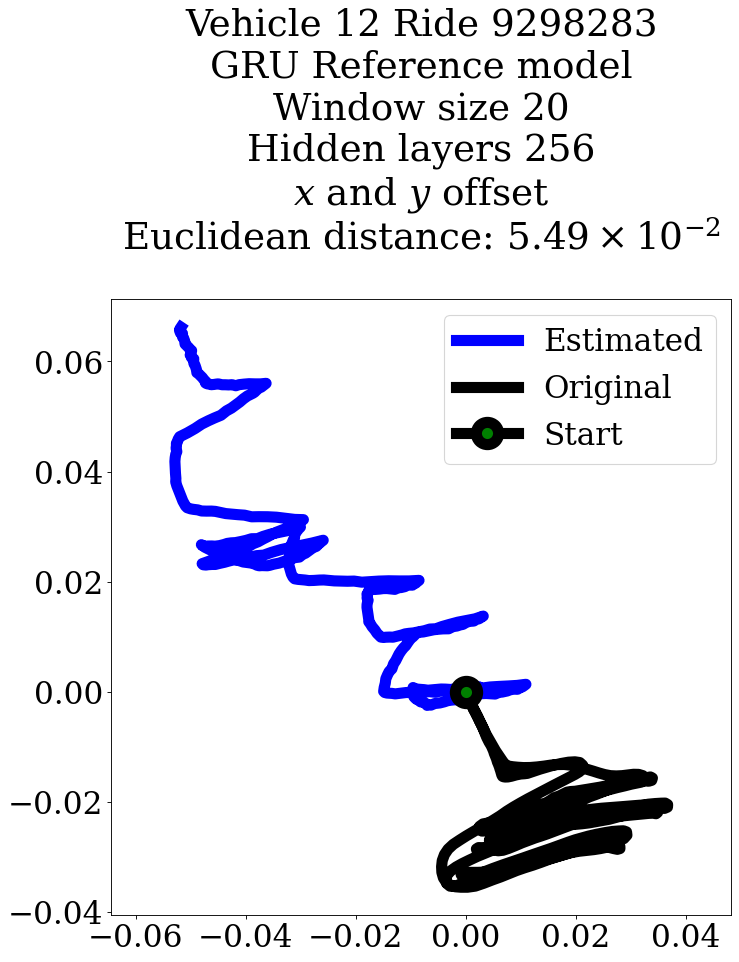 Vehicle 12 Ride 9298283
GRU Reference model
Window size 20
Hidden layers 256
x and y offset
Euclidean distance: 5.49 × 10⁻²
Estimated
Original
Start
0.06
0.04
0.02
0.00
−0.02
−0.04
−0.06 −0.04 −0.02 0.00 0.02 0.04